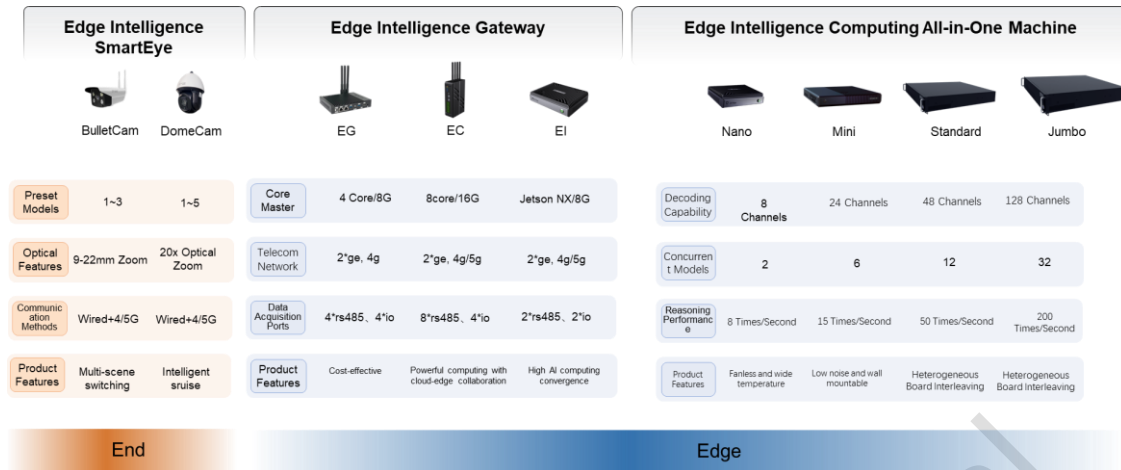 Edge Intelligence
SmartEye
Edge Intelligence Gateway
Edge Intelligence Computing All-in-One Machine
BulletCam
DomeCam
EG
EC
EI
Nano
Mini
Standard
Jumbo
Preset
Models
1~3
1~5
Optical
Features
9-22mm Zoom
20x Optical
Zoom
Communic
ation
Methods
Wired+4/5G
Wired+4/5G
Product
Features
Multi-scene
switching
Intelligent
sruise
Core
Master
4 Core/8G
8core/16G
Jetson NX/8G
Telecom
Network
2*ge, 4g
2*ge, 4g/5g
2*ge, 4g/5g
Data
Acquisition
Ports
4*rs485、4*io
8*rs485、4*io
2*rs485、2*io
Product
Features
Cost-effective
Powerful computing with
cloud-edge collaboration
High AI computing
convergence
Decoding
Capability
8
Channels
24 Channels
48 Channels
128 Channels
Concurren
t Models
2
6
12
32
Reasoning
Performanc
e
8 Times/Second
15 Times/Second
50 Times/Second
200
Times/Second
Product
Features
Fanless and wide
temperature
Low noise and wall
mountable
Heterogeneous
Board Interleaving
Heterogeneous
Board Interleaving
End
Edge